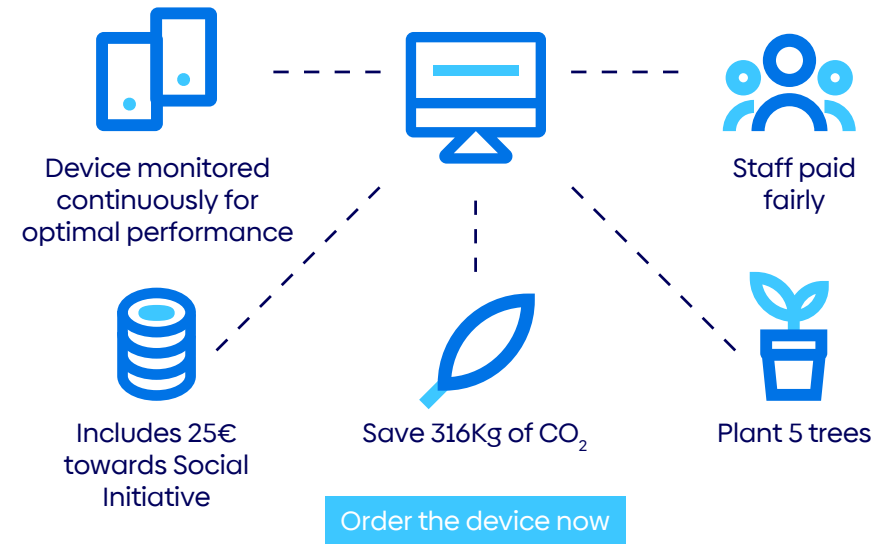 Device monitored
continuously for
optimal performance
Staff paid
fairly
Includes 25€
towards Social
Initiative
Save 316Kg of CO₂
Plant 5 trees
Order the device now